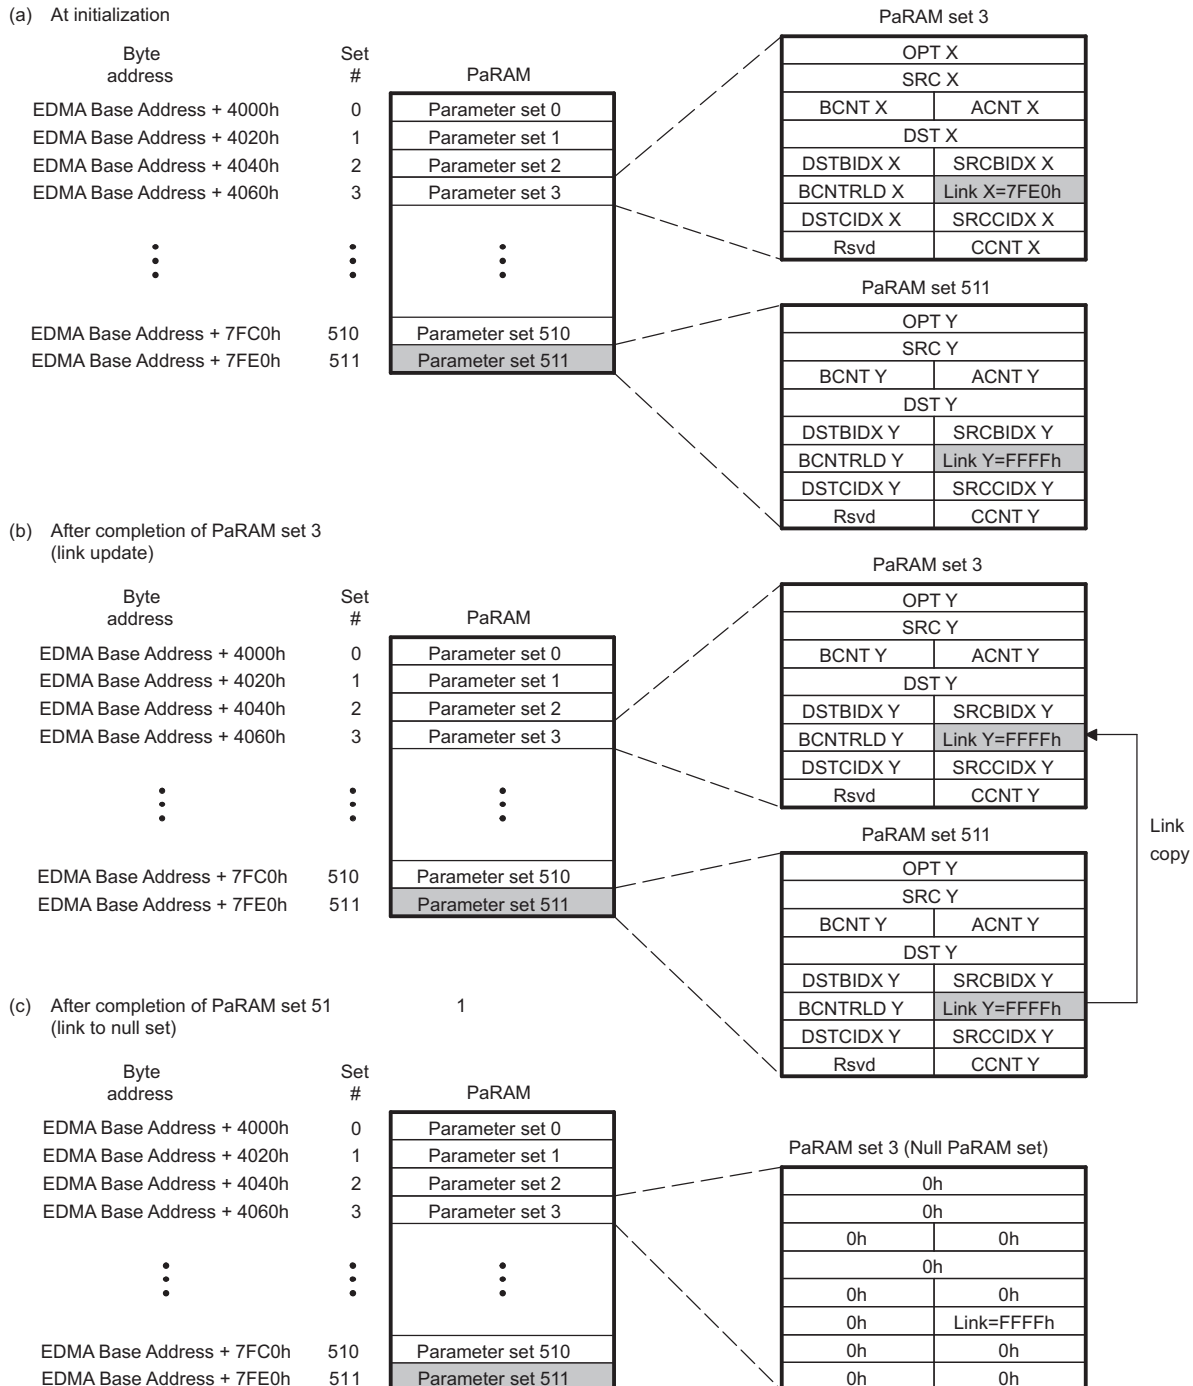 (a) At initialization
PaRAM set 3
Byte address
Set #
PaRAM
EDMA Base Address + 4000h 0 Parameter set 0
EDMA Base Address + 4020h 1 Parameter set 1
EDMA Base Address + 4040h 2 Parameter set 2
EDMA Base Address + 4060h 3 Parameter set 3
EDMA Base Address + 7FC0h 510 Parameter set 510
EDMA Base Address + 7FE0h 511 Parameter set 511
OPT X
SRC X
BCNT X ACNT X
DST X
DSTBIDX X SRCBIDX X
BCNTRLD X Link X=7FE0h
DSTCIDX X SRCCIDX X
Rsvd CCNT X
PaRAM set 511
OPT Y
SRC Y
BCNT Y ACNT Y
DST Y
DSTBIDX Y SRCBIDX Y
BCNTRLD Y Link Y=FFFFh
DSTCIDX Y SRCCIDX Y
Rsvd CCNT Y
(b) After completion of PaRAM set 3
(link update)
Byte address
Set #
PaRAM
EDMA Base Address + 4000h 0 Parameter set 0
EDMA Base Address + 4020h 1 Parameter set 1
EDMA Base Address + 4040h 2 Parameter set 2
EDMA Base Address + 4060h 3 Parameter set 3
EDMA Base Address + 7FC0h 510 Parameter set 510
EDMA Base Address + 7FE0h 511 Parameter set 511
PaRAM set 3
OPT Y
SRC Y
BCNT Y ACNT Y
DST Y
DSTBIDX Y SRCBIDX Y
BCNTRLD Y Link Y=FFFFh
DSTCIDX Y SRCCIDX Y
Rsvd CCNT Y
Link
copy
PaRAM set 511
OPT Y
SRC Y
BCNT Y ACNT Y
DST Y
DSTBIDX Y SRCBIDX Y
BCNTRLD Y Link Y=FFFFh
DSTCIDX Y SRCCIDX Y
Rsvd CCNT Y
(c) After completion of PaRAM set 51 1
(link to null set)
Byte address
Set #
PaRAM
EDMA Base Address + 4000h 0 Parameter set 0
EDMA Base Address + 4020h 1 Parameter set 1
EDMA Base Address + 4040h 2 Parameter set 2
EDMA Base Address + 4060h 3 Parameter set 3
EDMA Base Address + 7FC0h 510 Parameter set 510
EDMA Base Address + 7FE0h 511 Parameter set 511
PaRAM set 3 (Null PaRAM set)
0h
0h
0h 0h
0h
0h 0h
0h Link=FFFFh
0h 0h
0h 0h